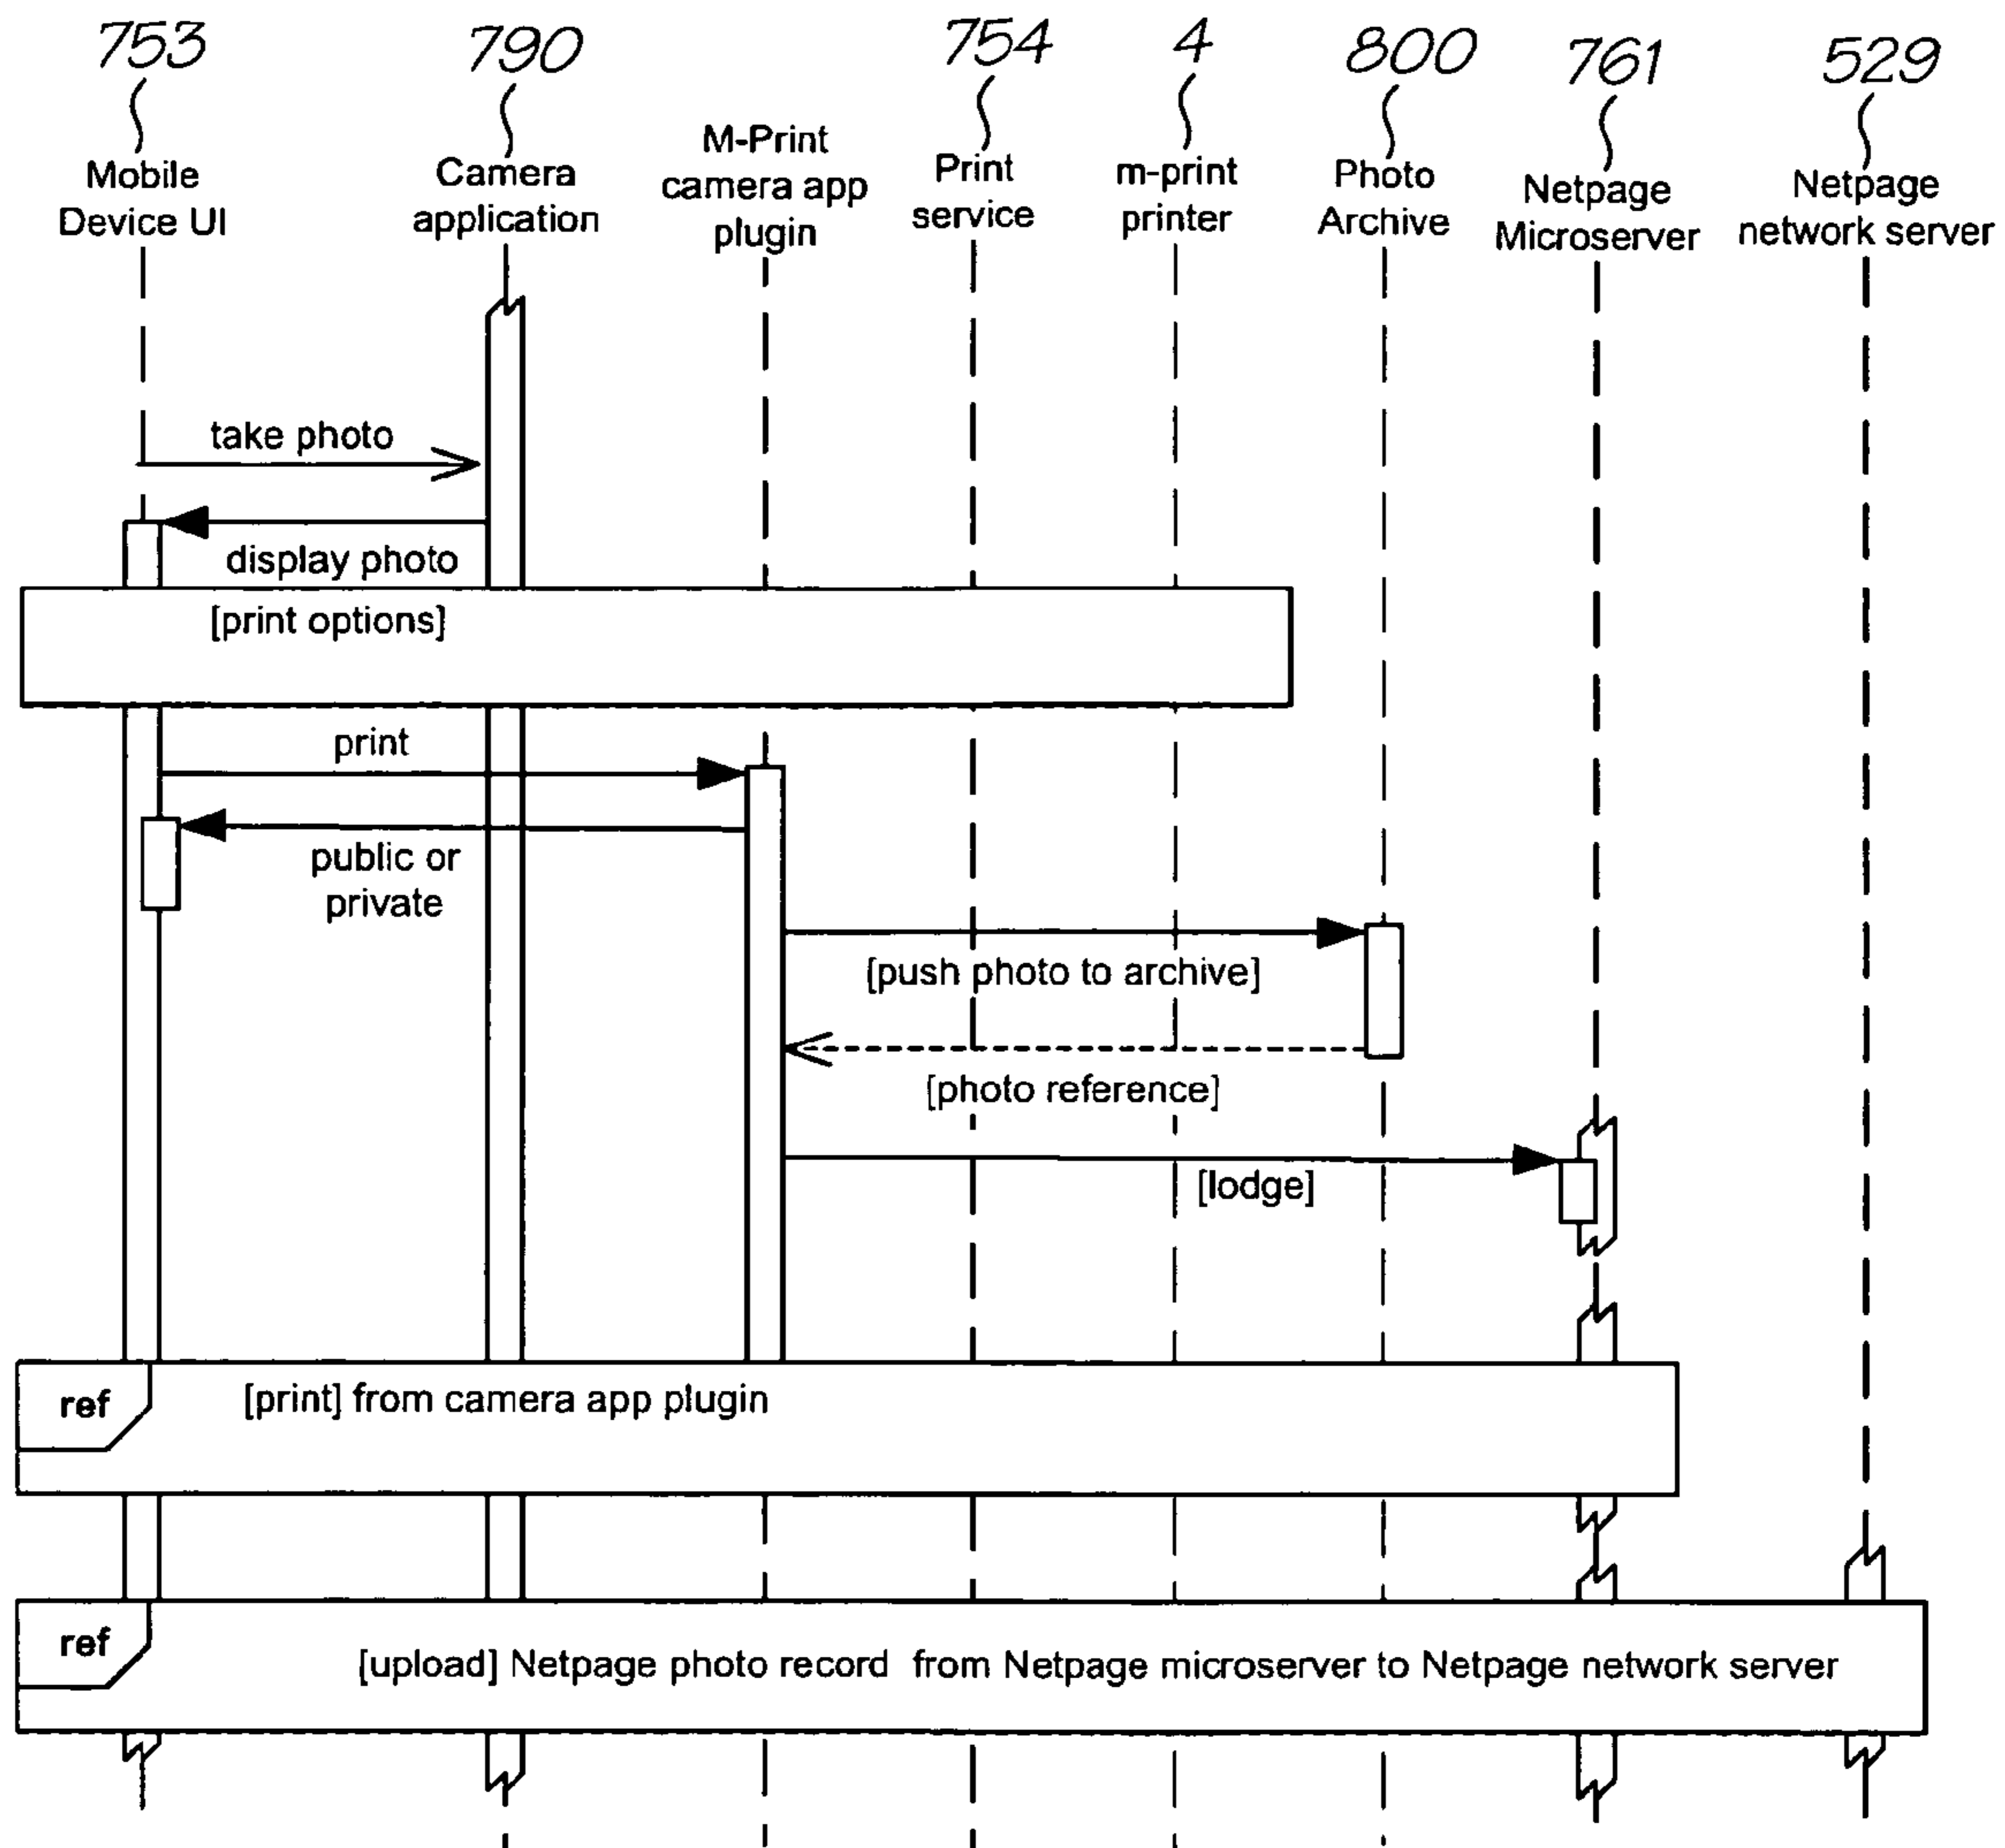 753
790
754
4
800
761
529
Mobile
Device UI
Camera
application
M-Print
camera app
plugin
Print
service
m-print
printer
Photo
Archive
Netpage
Microserver
Netpage
network server
take photo
display photo
[print options]
print
public or
private
[push photo to archive]
[photo reference]
[lodge]
ref
[print] from camera app plugin
ref
[upload] Netpage photo record from Netpage microserver to Netpage network server